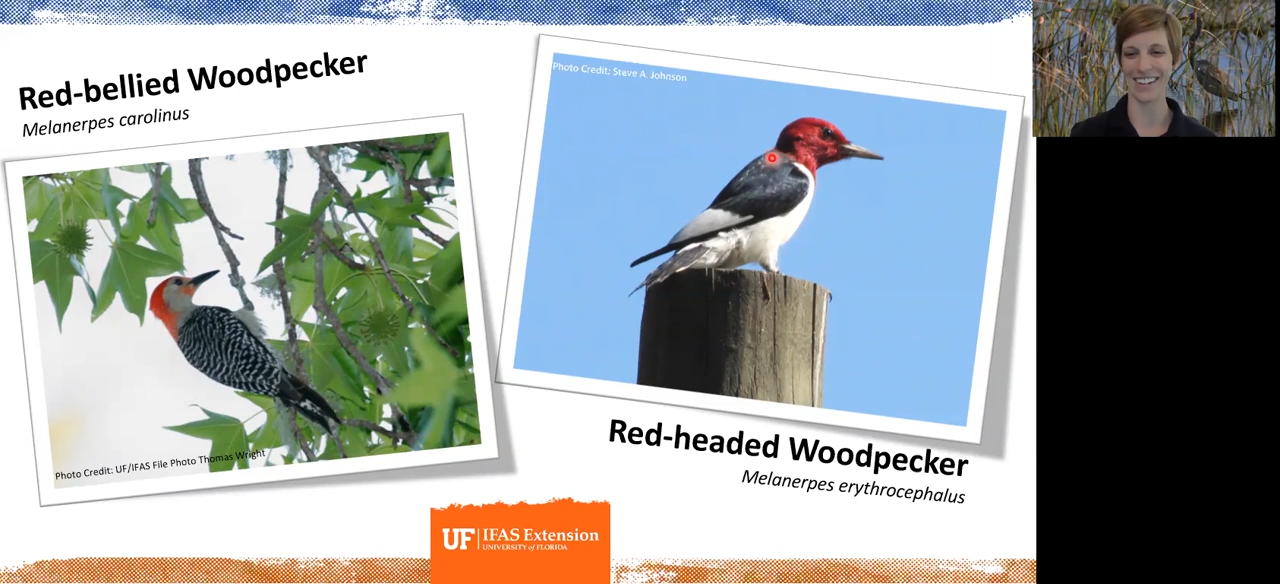 Red-bellied Woodpecker
Melanerpes carolinus
Photo Credit: UF/IFAS File Photo Thomas Wright
Photo Credit: Steve A. Johnson
Red-headed Woodpecker
Melanerpes erythrocephalus
UF | IFAS Extension
UNIVERSITY of FLORIDA